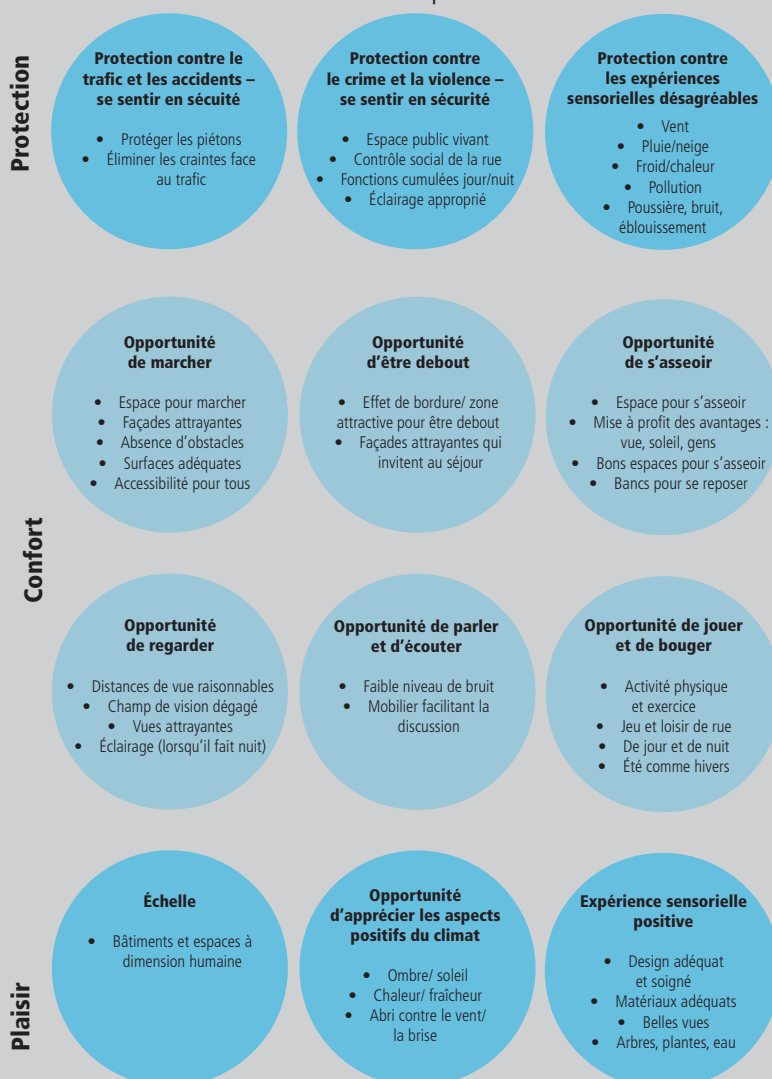 Protection
Protection contre le
trafic et les accidents –
se sentir en sécuité
• Protéger les piétons
• Éliminer les craintes face
au trafic
Protection contre
le crime et la violence –
se sentir en sécurité
• Espace public vivant
• Contrôle social de la rue
• Fonctions cumulées jour/nuit
• Éclairage approprié
Protection contre
les expériences
sensorielles désagréables
• Vent
• Pluie/neige
• Froid/chaleur
• Pollution
• Poussière, bruit,
éblouissement
Confort
Opportunité
de marcher
• Espace pour marcher
• Façades attrayantes
• Absence d'obstacles
• Surfaces adéquates
• Accessibilité pour tous
Opportunité
d'être debout
• Effet de bordure/ zone
attractive pour être debout
• Façades attrayantes qui
invitent au séjour
Opportunité
de s'asseoir
• Espace pour s'asseoir
• Mise à profit des avantages :
vue, soleil, gens
• Bons espaces pour s'asseoir
• Bancs pour se reposer
Opportunité
de regarder
• Distances de vue raisonnables
• Champ de vision dégagé
• Vues attrayantes
• Éclairage (lorsqu'il fait nuit)
Opportunité de parler
et d'écouter
• Faible niveau de bruit
• Mobilier facilitant la
discussion
Opportunité de jouer
et de bouger
• Activité physique
et exercice
• Jeu et loisir de rue
• De jour et de nuit
• Été comme hivers
Plaisir
Échelle
• Bâtiments et espaces à
dimension humaine
Opportunité
d'apprécier les aspects
positifs du climat
• Ombre/ soleil
• Chaleur/ fraîcheur
• Abri contre le vent/
la brise
Expérience sensorielle
positive
• Design adéquat
et soigné
• Matériaux adéquats
• Belles vues
• Arbres, plantes, eau